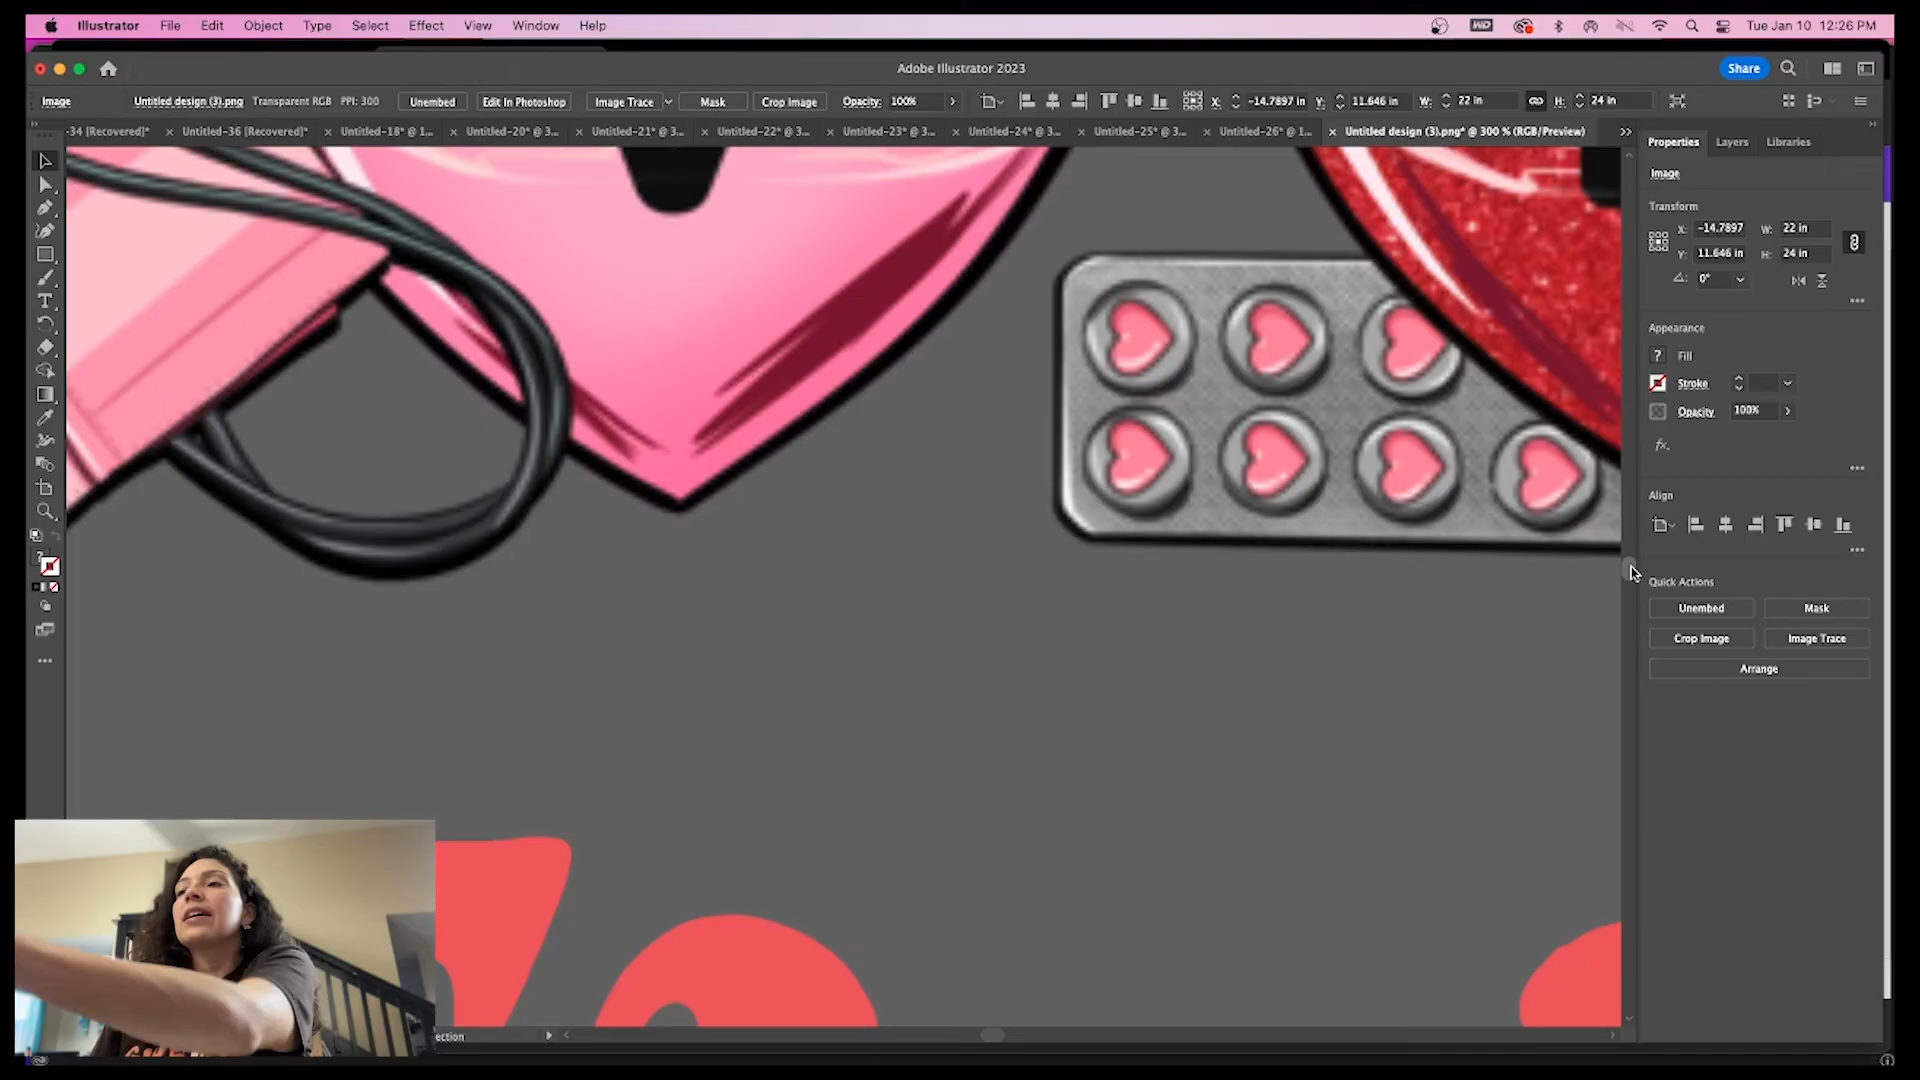 Illustrator File Edit Object Type Select Effect View Window Help
Tue Jan 10 12:26 PM
Adobe Illustrator 2023
Share
Image Untitled design (3).png Transparent RGB PPI: 300 Unembed Edit In Photoshop Image Trace Mask Crop Image Opacity: 100% X: -14.7897 in Y: 11.646 in W: 22 in H: 24 in
-34 [Recovered]* Untitled-36 [Recovered]* Untitled-18* @ 1... Untitled-20* @ 3... Untitled-21* @ 3... Untitled-22* @ 3... Untitled-23* @ 3... Untitled-24* @ 3... Untitled-25* @ 3... Untitled-26* @ 1... Untitled design (3).png* @ 300 % (RGB/Preview)
Properties Layers Libraries
Image
Transform
X: -14.7897 W: 22 in
Y: 11.646 in H: 24 in
0°
Appearance
? Fill
Stroke
Opacity 100%
fx.
Align
Quick Actions
Unembed Mask
Crop Image Image Trace
Arrange
ection